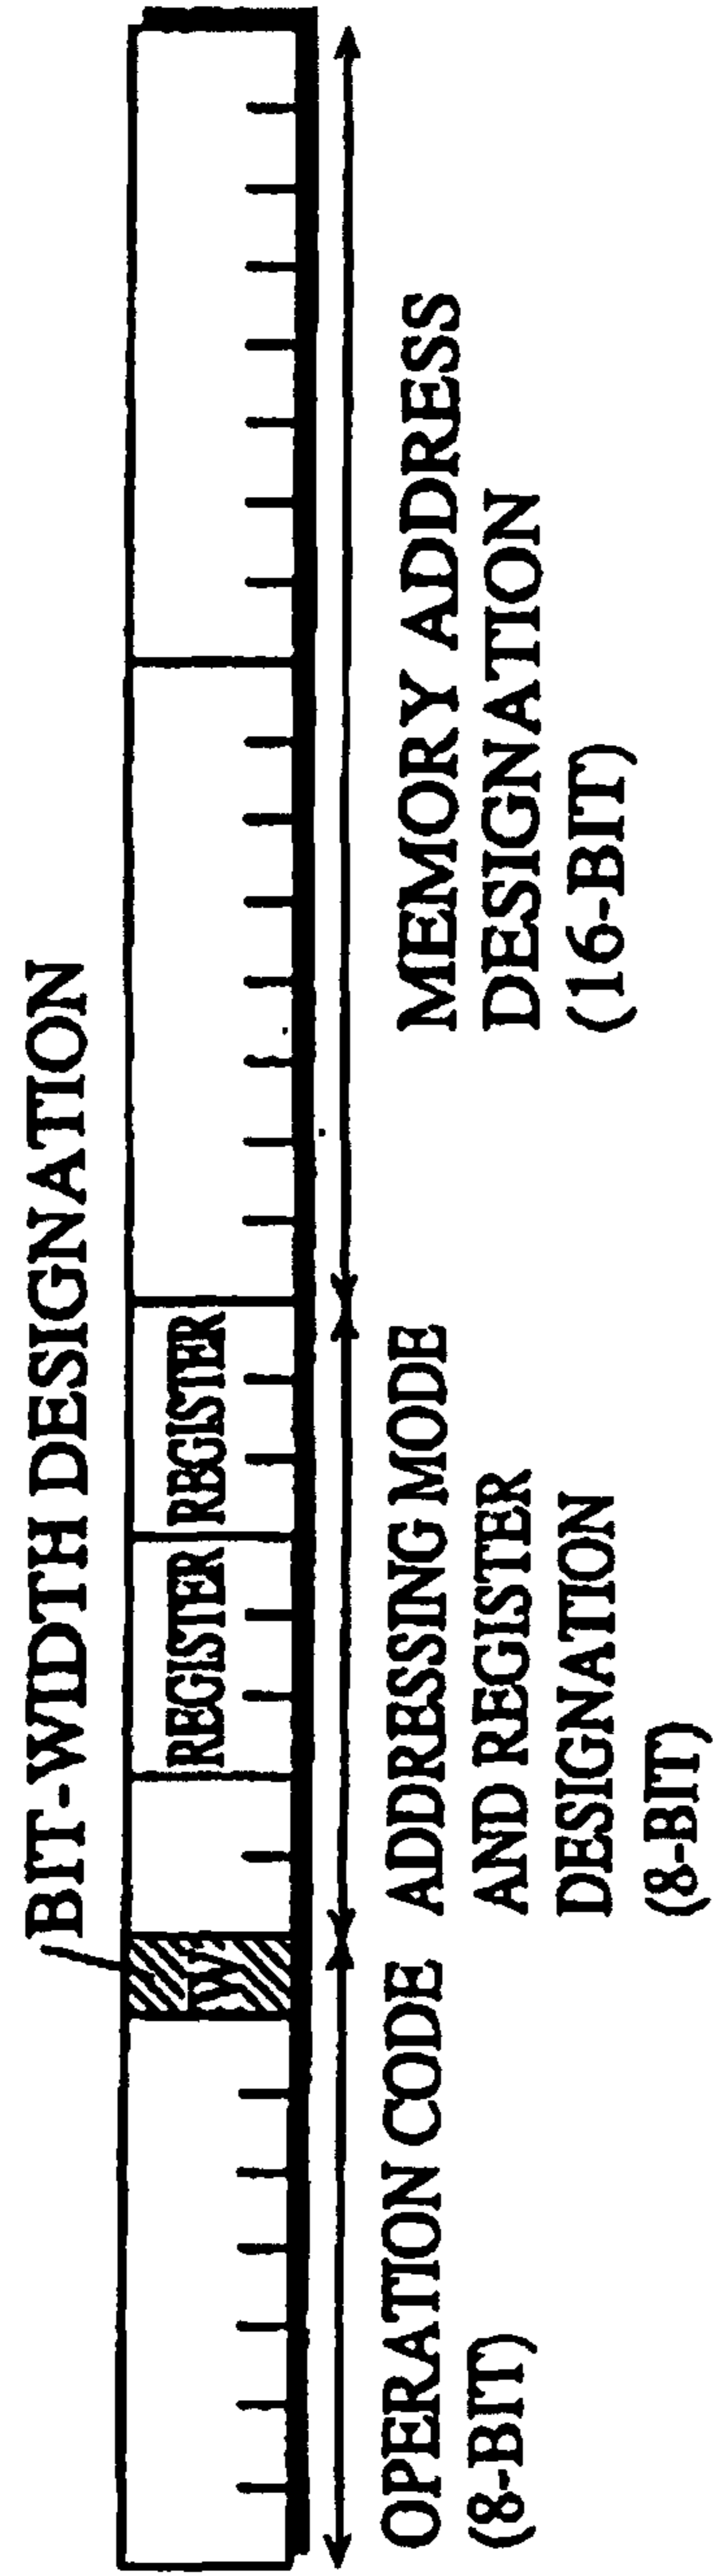 BIT-WIDTH DESIGNATION
W
REGISTER
REGISTER
OPERATION CODE
(8-BIT)
ADDRESSING MODE
AND REGISTER
DESIGNATION
(8-BIT)
MEMORY ADDRESS
DESIGNATION
(16-BIT)